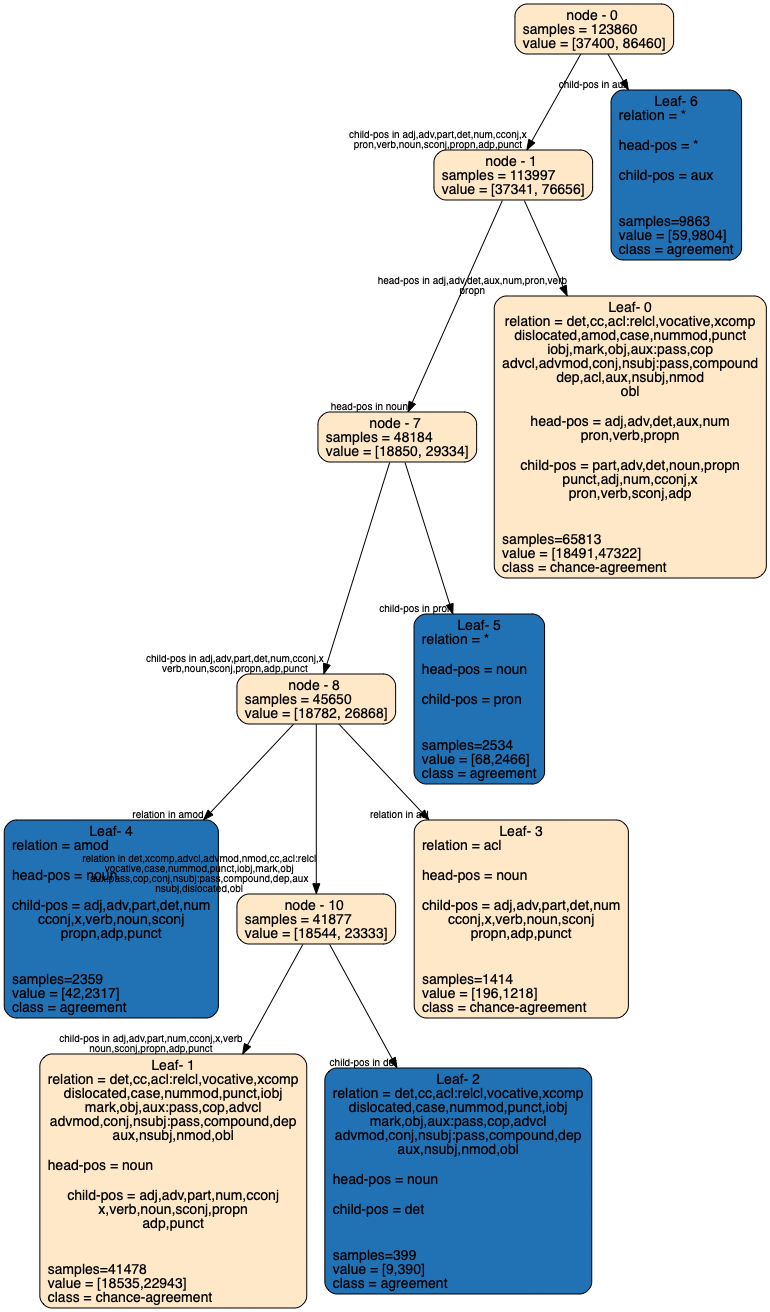 node - 0
samples = 123860
value = [37400, 86460]
child-pos in aux
Leaf- 6
relation = *
head-pos = *
child-pos = aux
samples=9863
value = [59,9804]
class = agreement
child-pos in adj,adv,part,det,num,cconj,x
pron,verb,noun,sconj,propn,adp,punct
node - 1
samples = 113997
value = [37341, 76656]
head-pos in adj,adv,det,aux,num,pron,verb
propn
Leaf- 0
relation = det,cc,acl:relcl,vocative,xcomp
dislocated,amod,case,nummod,punct
iobj,mark,obj,aux:pass,cop
advcl,advmod,conj,nsubj:pass,compound
dep,acl,aux,nsubj,nmod
obl
head-pos = adj,adv,det,aux,num
pron,verb,propn
child-pos = part,adv,det,noun,propn
punct,adj,num,cconj,x
pron,verb,sconj,adp
samples=65813
value = [18491,47322]
class = chance-agreement
head-pos in noun
node - 7
samples = 48184
value = [18850, 29334]
child-pos in pron
Leaf- 5
relation = *
head-pos = noun
child-pos = pron
samples=2534
value = [68,2466]
class = agreement
child-pos in adj,adv,part,det,num,cconj,x
verb,noun,sconj,propn,adp,punct
node - 8
samples = 45650
value = [18782, 26868]
relation in amod
Leaf- 4
relation = amod
head-pos = noun
child-pos = adj,adv,part,det,num
cconj,x,verb,noun,sconj
propn,adp,punct
samples=2359
value = [42,2317]
class = agreement
relation in acl
Leaf- 3
relation = acl
head-pos = noun
child-pos = adj,adv,part,det,num
cconj,x,verb,noun,sconj
propn,adp,punct
samples=1414
value = [196,1218]
class = chance-agreement
relation in det,xcomp,advcl,advmod,nmod,cc,acl:relcl
vocative,case,nummod,punct,iobj,mark,obj
aux:pass,cop,conj,nsubj:pass,compound,dep,aux
nsubj,dislocated,obl
node - 10
samples = 41877
value = [18544, 23333]
child-pos in adj,adv,part,num,cconj,x,verb
noun,sconj,propn,adp,punct
Leaf- 1
relation = det,cc,acl:relcl,vocative,xcomp
dislocated,case,nummod,punct,iobj
mark,obj,aux:pass,cop,advcl
advmod,conj,nsubj:pass,compound,dep
aux,nsubj,nmod,obl
head-pos = noun
child-pos = adj,adv,part,num,cconj
x,verb,noun,sconj,propn
adp,punct
samples=41478
value = [18535,22943]
class = chance-agreement
child-pos in det
Leaf- 2
relation = det,cc,acl:relcl,vocative,xcomp
dislocated,case,nummod,punct,iobj
mark,obj,aux:pass,cop,advcl
advmod,conj,nsubj:pass,compound,dep
aux,nsubj,nmod,obl
head-pos = noun
child-pos = det
samples=399
value = [9,390]
class = agreement